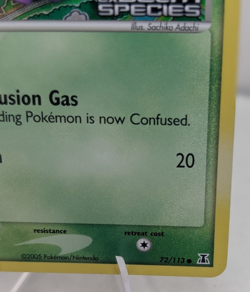 SPECIES
Illus. Sachiko Adachi
usion Gas
ding Pokémon is now Confused.
20
resistance
retreat cost
©2005 Pokémon/Nintendo
72/113